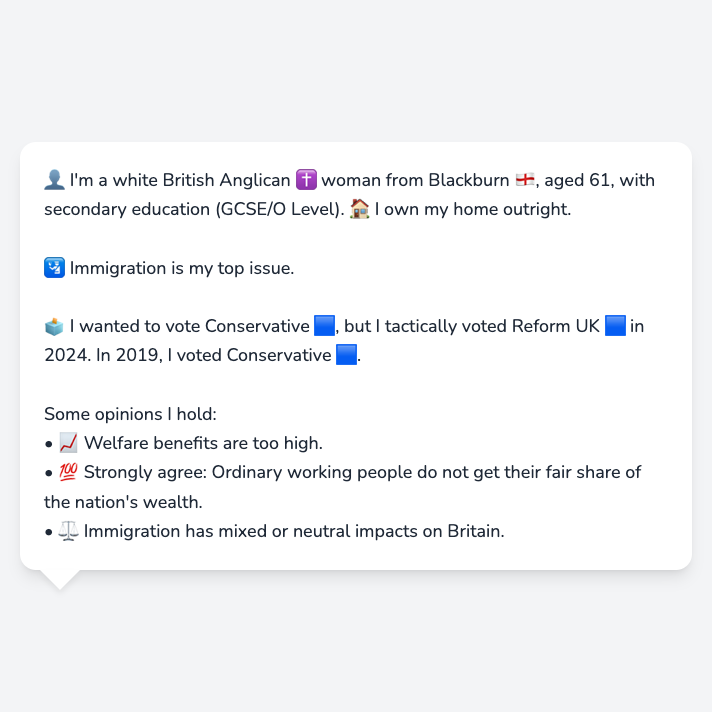 👤 I'm a white British Anglican ✝️ woman from Blackburn 🏴󠁧󠁢󠁥󠁮󠁧󠁿, aged 61, with
secondary education (GCSE/O Level). 🏠 I own my home outright.
🛂 Immigration is my top issue.
🗳️ I wanted to vote Conservative 🟦, but I tactically voted Reform UK 🟦 in
2024. In 2019, I voted Conservative 🟦.
Some opinions I hold:
• 📈 Welfare benefits are too high.
• 💯 Strongly agree: Ordinary working people do not get their fair share of
the nation's wealth.
• ⚖️ Immigration has mixed or neutral impacts on Britain.